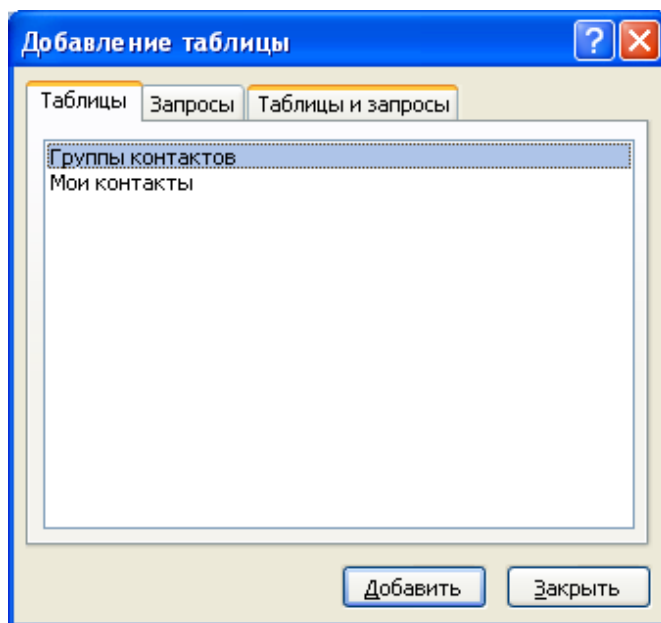 Добавление таблицы
Таблицы Запросы Таблицы и запросы
Группы контактов
Мои контакты
Добавить Закрыть